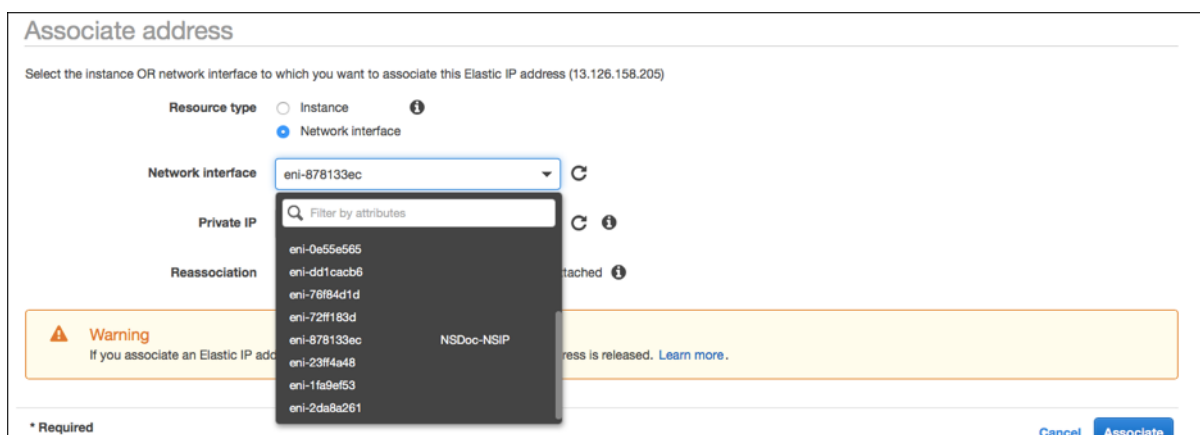 Associate address
Select the instance OR network interface to which you want to associate this Elastic IP address (13.126.158.205)
Resource type
Instance
Network interface
Network interface
eni-878133ec
Filter by attributes
Private IP
eni-0e55e565
Reassociation
eni-dd1cacb6
tached
eni-76f84d1d
eni-72ff183d
Warning
eni-878133ec NSDoc-NSIP
If you associate an Elastic IP add
ress is released. Learn more.
eni-23ff4a48
eni-1fa9ef53
eni-2da8a261
* Required
Cancel Associate